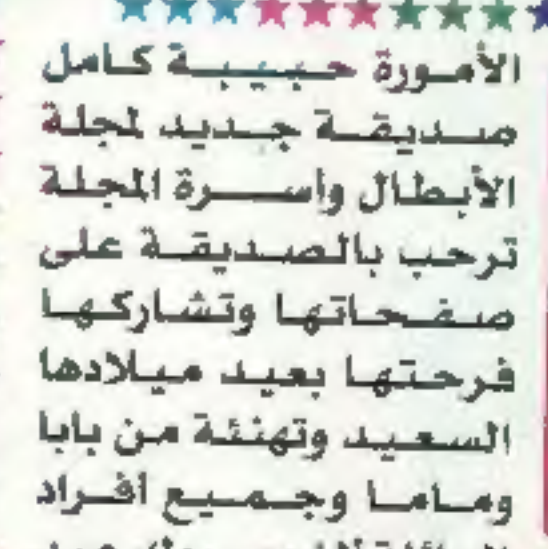 الأمورة حبيبة كامل
صديقة جديد لمجلة
الأبطال وأسرة المجلة
ترحب بالصديقة على
صفحاتها وتشاركها
فرحتها بعيد ميلادها
السعيد وتهنئة من بابا
وماما وجميع أفراد